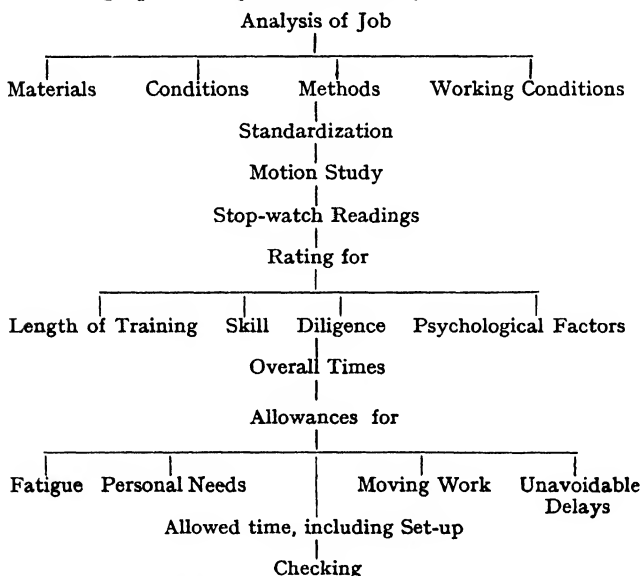 Analysis of Job
Materials Conditions Methods Working Conditions
Standardization
Motion Study
Stop-watch Readings
Rating for
Length of Training Skill Diligence Psychological Factors
Overall Times
Allowances for
Fatigue Personal Needs Moving Work Unavoidable
Delays
Allowed time, including Set-up
Checking